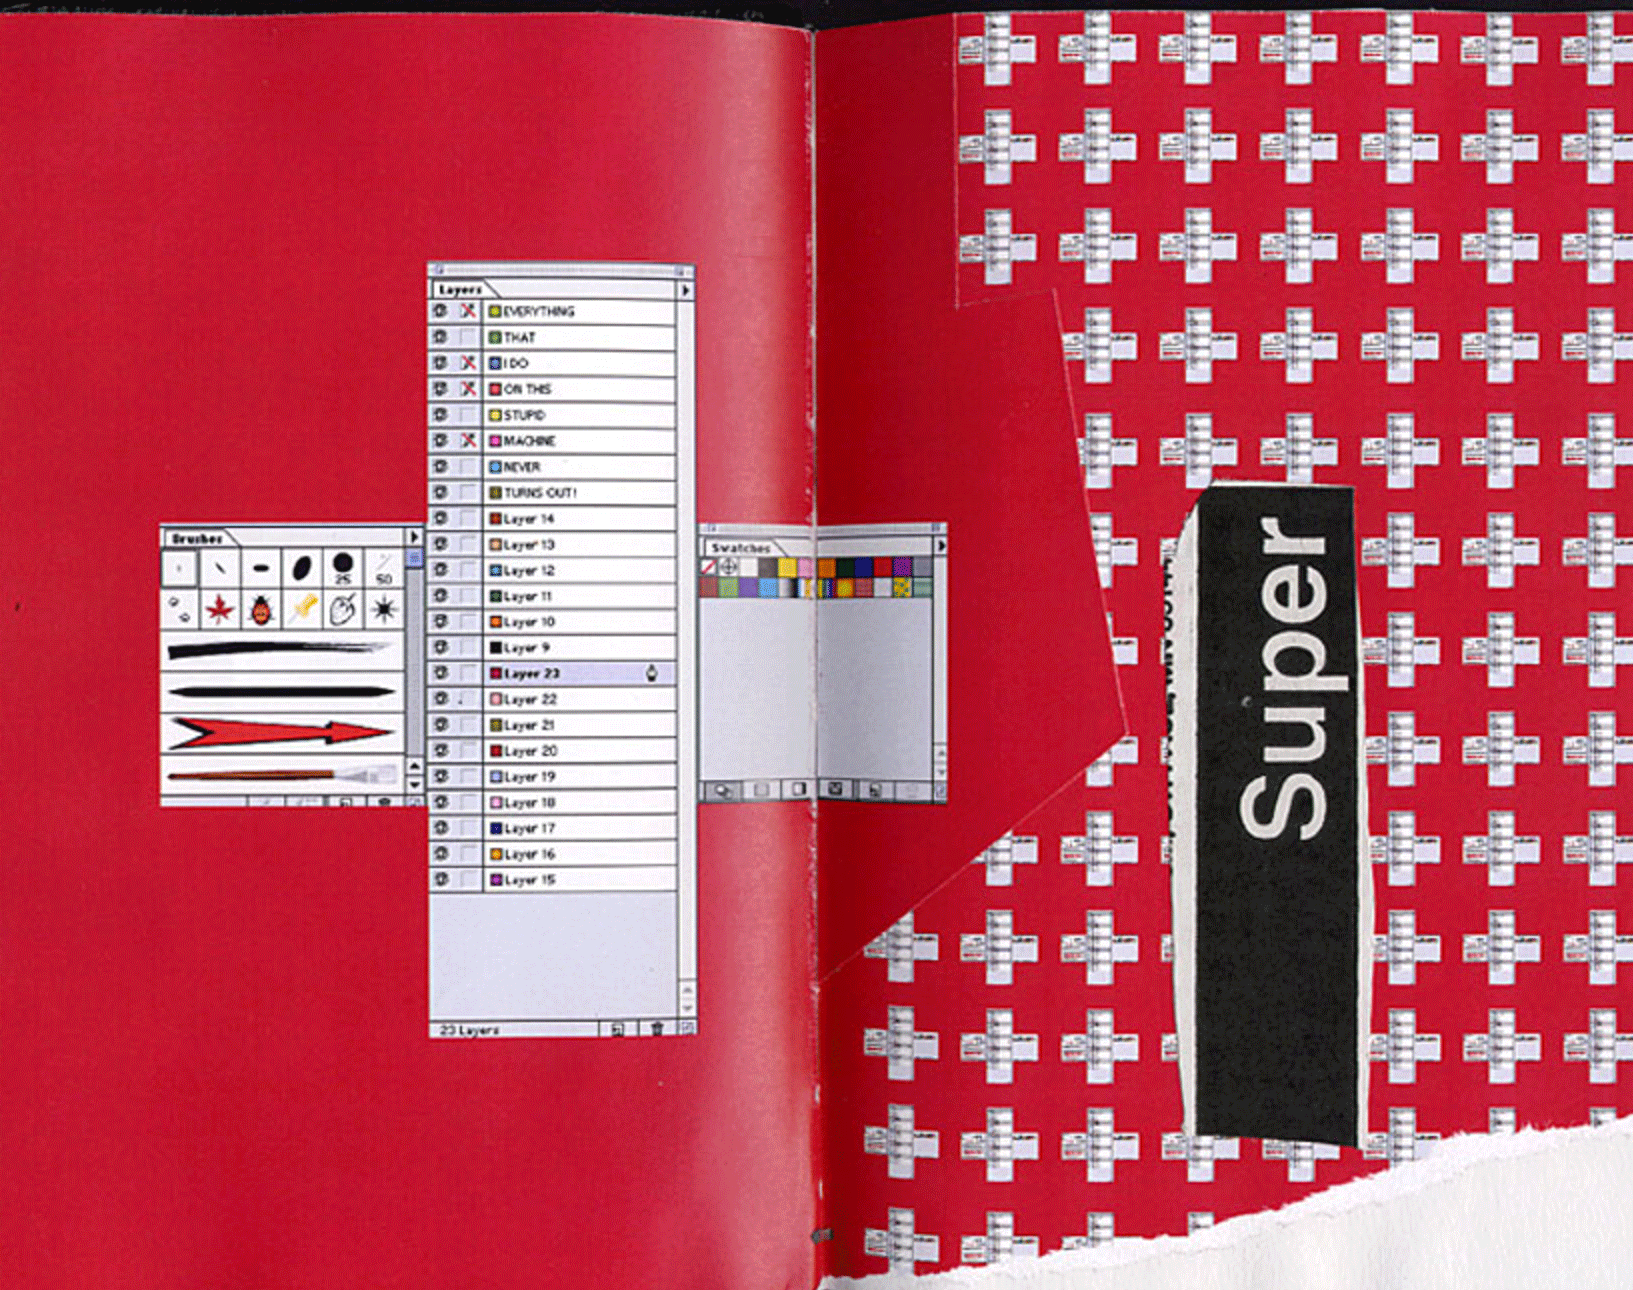 Layers
EVERYTHING
THAT
I DO
ON THIS
STUPID
MACHINE
NEVER
TURNS OUT!
Layer 14
Layer 13
Layer 12
Layer 11
Layer 10
Layer 9
Layer 23
Layer 22
Layer 21
Layer 20
Layer 19
Layer 18
Layer 17
Layer 16
Layer 15
23 Layers
Brushes
25
50
Swatches
Super